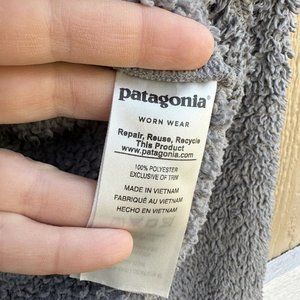 patagonia®
WORN WEAR
Repair, Reuse, Recycle
This Product
www.patagonia.com
100% POLYESTER
EXCLUSIVE OF TRIM
MADE IN VIETNAM
FABRIQUÉ AU VIETNAM
HECHO EN VIETNAM